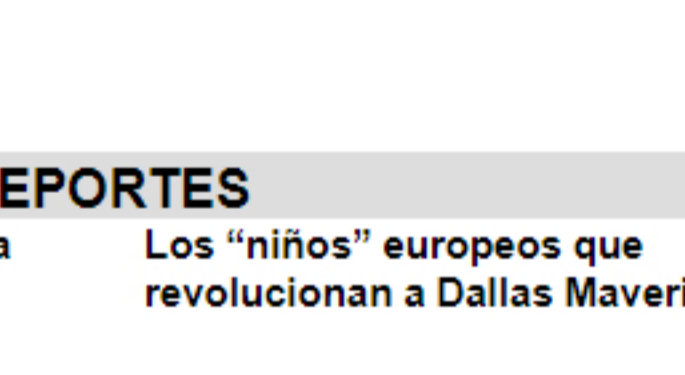 EPORTES
a
Los “niños” europeos que
revolucionan a Dallas Maveri